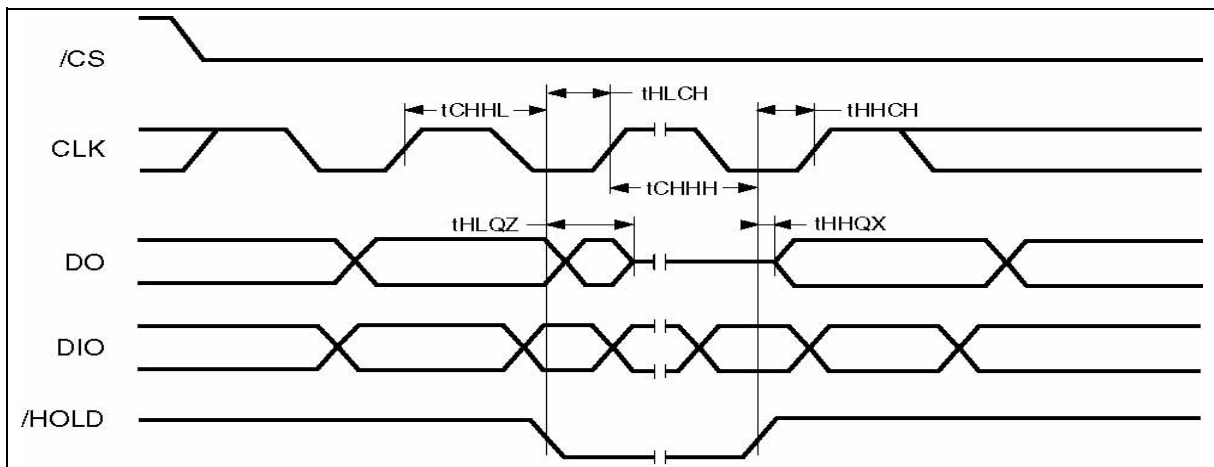 /CS
tHLCH
tHHCH
tCHHL
CLK
tCHHH
tHLQZ
tHHQX
DO
DIO
/HOLD